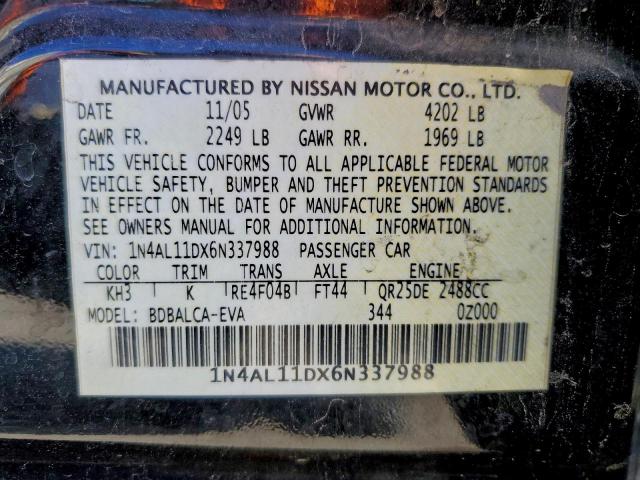 MANUFACTURED BY NISSAN MOTOR CO., LTD.
DATE 11/05 GVWR 4202 LB
GAWR FR. 2249 LB GAWR RR. 1969 LB
THIS VEHICLE CONFORMS TO ALL APPLICABLE FEDERAL MOTOR
VEHICLE SAFETY, BUMPER AND THEFT PREVENTION STANDARDS
IN EFFECT ON THE DATE OF MANUFACTURE SHOWN ABOVE.
SEE OWNERS MANUAL FOR ADDITIONAL INFORMATION.
VIN: 1N4AL11DX6N337988 PASSENGER CAR
COLOR TRIM TRANS AXLE ENGINE
KH3 K RE4F04B FT44 QR25DE 2488CC
MODEL: BDBALCA-EVA 344 0Z000
1N4AL11DX6N337988